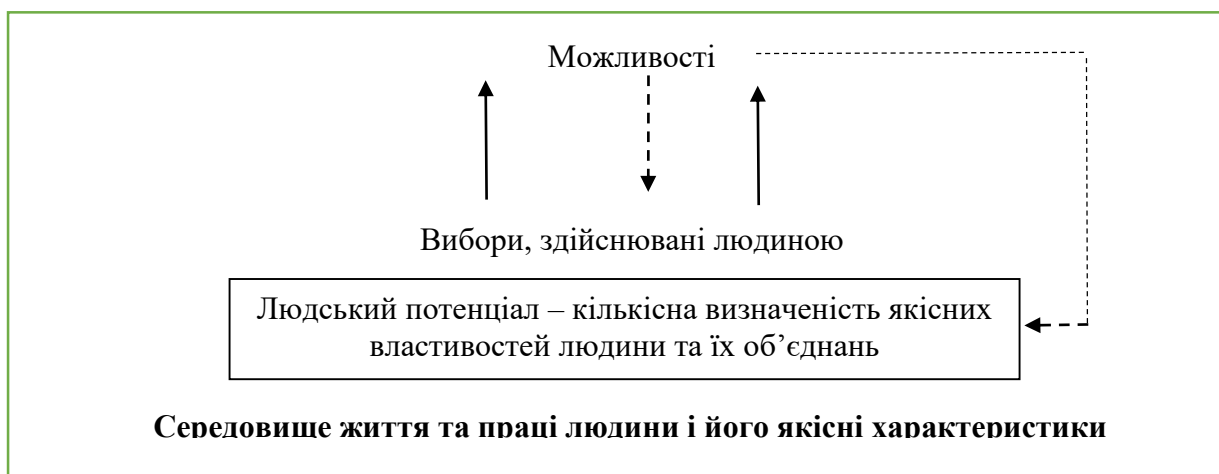 Можливості
Вибори, здійснювані людиною
Людський потенціал – кількісна визначеність якісних
властивостей людини та їх об’єднань
Середовище життя та праці людини і його якісні характеристики